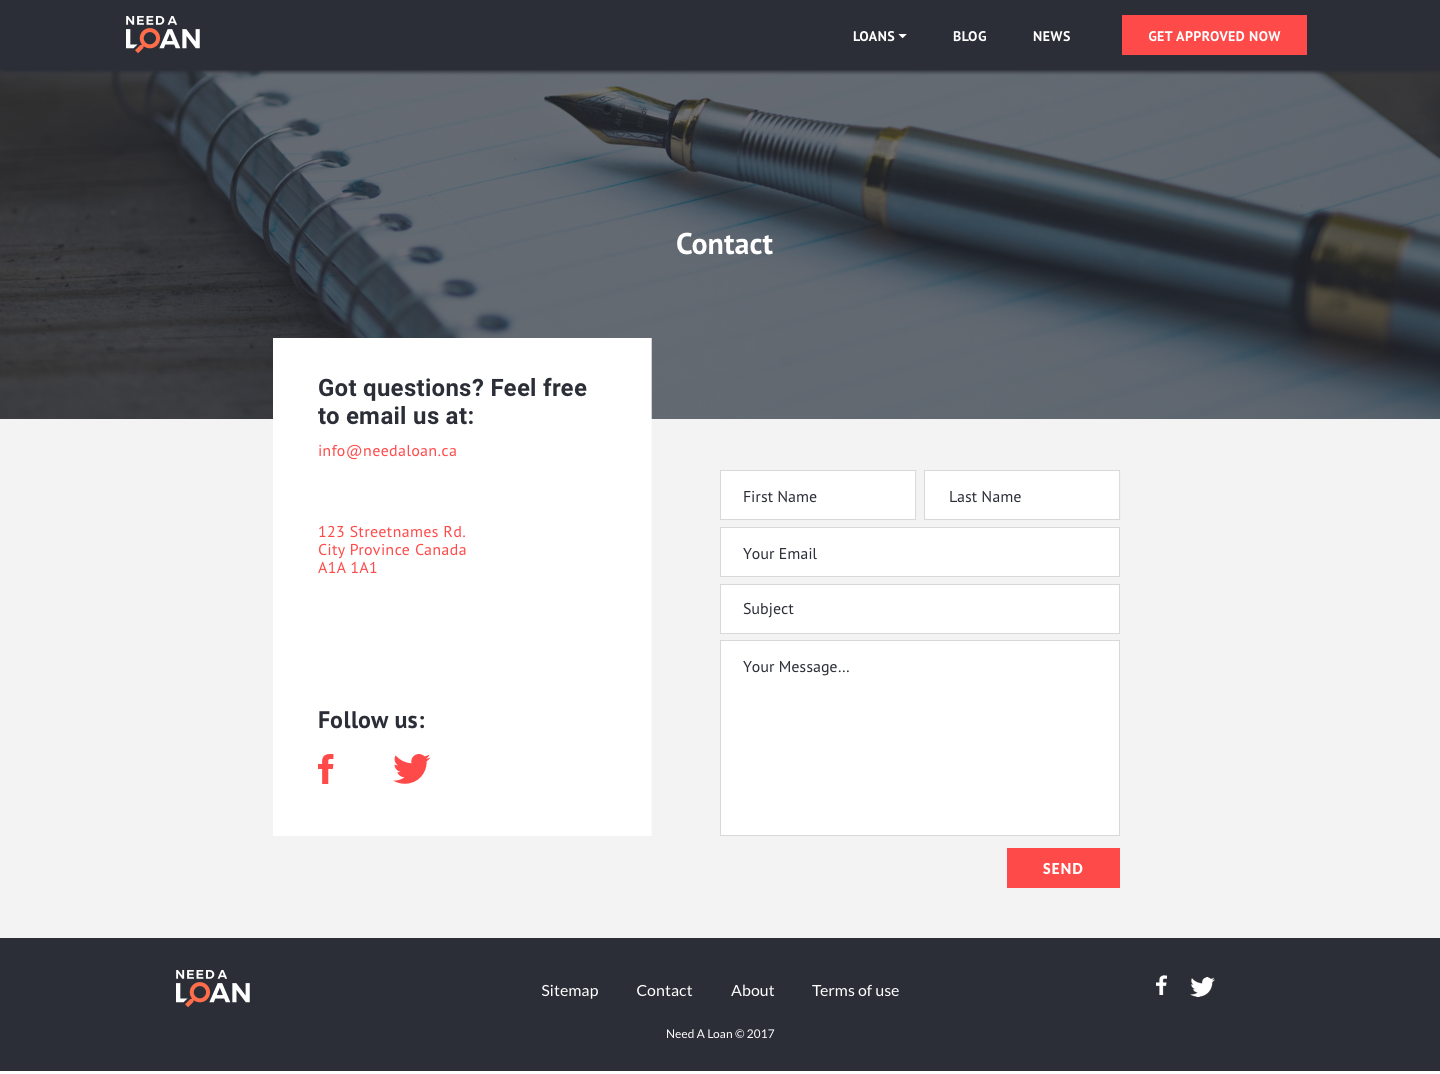 NEED A
LOAN
LOANS
BLOG
NEWS
GET APPROVED NOW
Contact
Got questions? Feel free
to email us at:
info@needaloan.ca
123 Streetnames Rd.
City Province Canada
A1A 1A1
Follow us:
First Name
Last Name
Your Email
Subject
Your Message...
SEND
NEED A
LOAN
Sitemap
Contact
About
Terms of use
Need A Loan © 2017